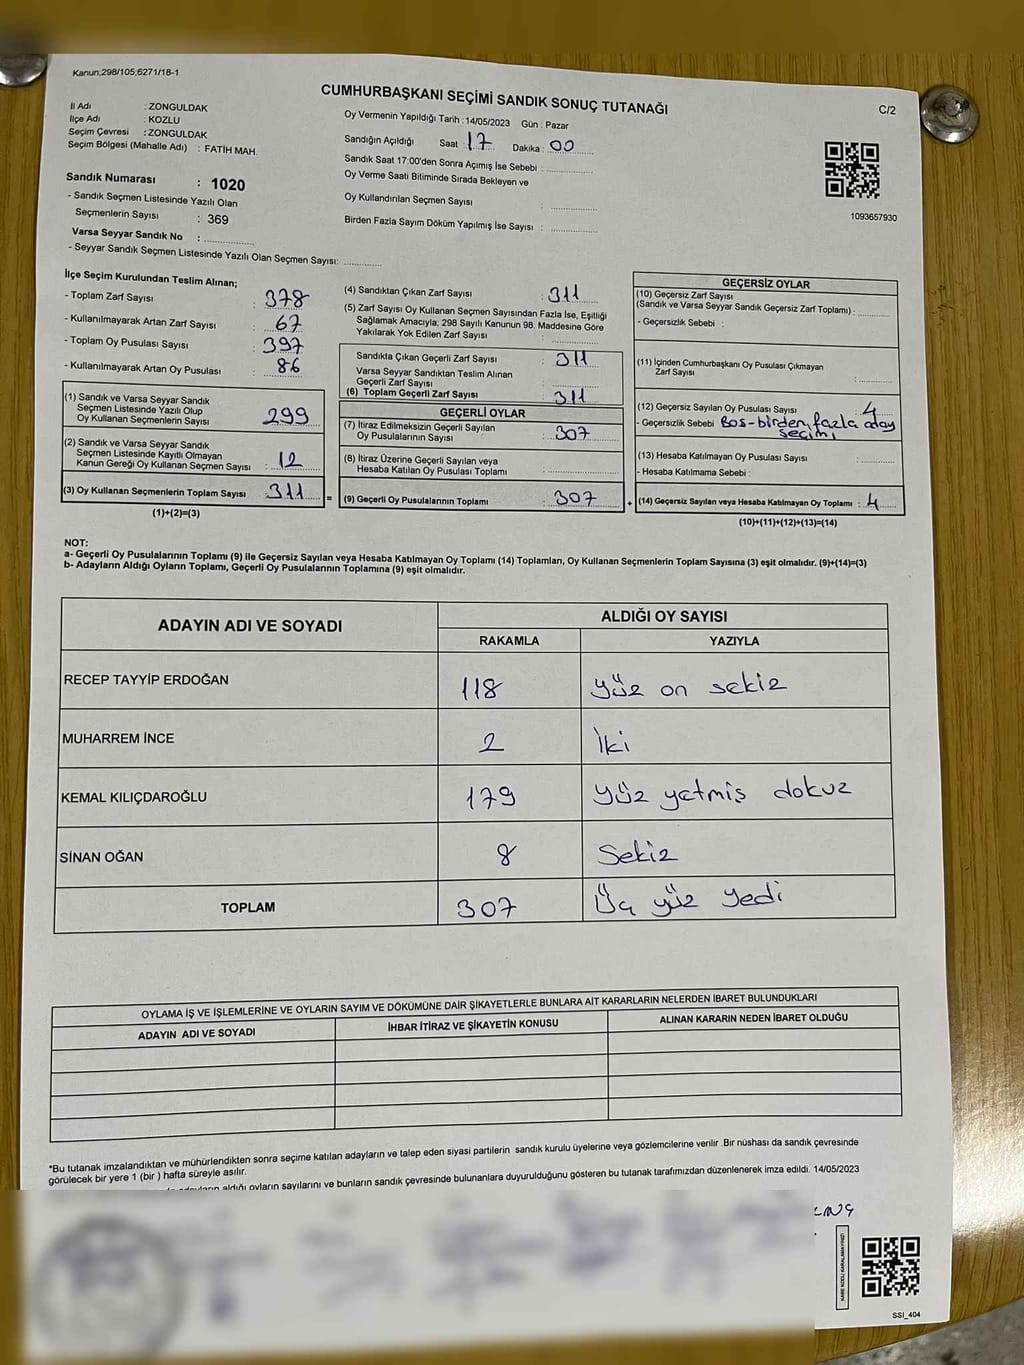 Kanun,298/105,6271/18-1
CUMHURBAŞKANI SEÇİMİ SANDIK SONUÇ TUTANAĞI
C/2
İl Adı : ZONGULDAK
İlçe Adı : KOZLU
Seçim Çevresi : ZONGULDAK
Seçim Bölgesi (Mahalle Adı) : FATİH MAH.
Sandık Numarası : 1020
- Sandık Seçmen Listesinde Yazılı Olan
Seçmenlerin Sayısı : 369
Varsa Seyyar Sandık No :
- Seyyar Sandık Seçmen Listesinde Yazılı Olan Seçmen Sayısı:
Oy Vermenin Yapıldığı Tarih :14/05/2023 Gün : Pazar
Sandığın Açıldığı Saat : 17 Dakika : 00
Sandık Saat 17:00'den Sonra Açımış İse Sebebi :
Oy Verme Saati Bitiminde Sırada Bekleyen ve
Oy Kullandırılan Seçmen Sayısı :
Birden Fazla Sayım Döküm Yapılmış İse Sayısı :
1093657930
İlçe Seçim Kurulundan Teslim Alınan;
- Toplam Zarf Sayısı : 378
- Kullanılmayarak Artan Zarf Sayısı : 67
- Toplam Oy Pusulası Sayısı : 397
- Kullanılmayarak Artan Oy Pusulası : 86
(1) Sandık ve Varsa Seyyar Sandık
Seçmen Listesinde Yazılı Olup
Oy Kullanan Seçmenlerin Sayısı : 299
(2) Sandık ve Varsa Seyyar Sandık
Seçmen Listesinde Kayıtlı Olmayan
Kanun Gereği Oy Kullanan Seçmen Sayısı : 12
(3) Oy Kullanan Seçmenlerin Toplam Sayısı : 311
(1)+(2)=(3)
(4) Sandıktan Çıkan Zarf Sayısı : 311
(5) Zarf Sayısı Oy Kullanan Seçmen Sayısından Fazla İse, Eşitliği
Sağlamak Amacıyla; 298 Sayılı Kanunun 98. Maddesine Göre
Yakılarak Yok Edilen Zarf Sayısı :
Sandıkta Çıkan Geçerli Zarf Sayısı : 311
Varsa Seyyar Sandıktan Teslim Alınan
Geçerli Zarf Sayısı :
(6) Toplam Geçerli Zarf Sayısı : 311
GEÇERLİ OYLAR
(7) İtiraz Edilmeksizin Geçerli Sayılan
Oy Pusulalarının Sayısı : 307
(8) İtiraz Üzerine Geçerli Sayılan veya
Hesaba Katılan Oy Pusulası Toplamı :
= (9) Geçerli Oy Pusulalarının Toplamı : 307
GEÇERSİZ OYLAR
(10) Geçersiz Zarf Sayısı
(Sandık ve Varsa Seyyar Sandık Geçersiz Zarf Toplamı) :
- Geçersizlik Sebebi :
(11) İçinden Cumhurbaşkanı Oy Pusulası Çıkmayan
Zarf Sayısı :
(12) Geçersiz Sayılan Oy Pusulası Sayısı : 4
- Geçersizlik Sebebi : Boş-birden fazla aday
seçimi
(13) Hesaba Katılmayan Oy Pusulası Sayısı :
- Hesaba Katılmama Sebebi :
+ (14) Geçersiz Sayılan veya Hesaba Katılmayan Oy Toplamı : 4
(10)+(11)+(12)+(13)=(14)
NOT:
a- Geçerli Oy Pusulalarının Toplamı (9) ile Geçersiz Sayılan veya Hesaba Katılmayan Oy Toplamı (14) Toplamları, Oy Kullanan Seçmenlerin Toplam Sayısına (3) eşit olmalıdır. (9)+(14)=(3)
b- Adayların Aldığı Oyların Toplamı, Geçerli Oy Pusulalarının Toplamına (9) eşit olmalıdır.
ADAYIN ADI VE SOYADI ALDIĞI OY SAYISI
RAKAMLA YAZIYLA
RECEP TAYYİP ERDOĞAN 118 yüz on sekiz
MUHARREM İNCE 2 İki
KEMAL KILIÇDAROĞLU 179 yüz yetmiş dokuz
SİNAN OĞAN 8 Sekiz
TOPLAM 307 Üç yüz yedi
OYLAMA İŞ VE İŞLEMLERİNE VE OYLARIN SAYIM VE DÖKÜMÜNE DAİR ŞİKAYETLERLE BUNLARA AİT KARARLARIN NELERDEN İBARET BULUNDUKLARI
ADAYIN ADI VE SOYADI İHBAR İTİRAZ VE ŞİKAYETİN KONUSU ALINAN KARARIN NEDEN İBARET OLDUĞU
*Bu tutanak imzalandıktan ve mühürlendikten sonra seçime katılan adayların ve talep eden siyasi partilerin sandık kurulu üyelerine veya gözlemcilerine verilir .Bir nüshası da sandık çevresinde
görülecek bir yere 1 (bir ) hafta süreyle asılır.
aldığı oyların sayılarını ve bunların sandık çevresinde bulunanlara duyurulduğunu gösteren bu tutanak tarafımızdan düzenlenerek imza edildi. 14/05/2023
KARE KODU KARALAMAYINIZ!
SSI_404